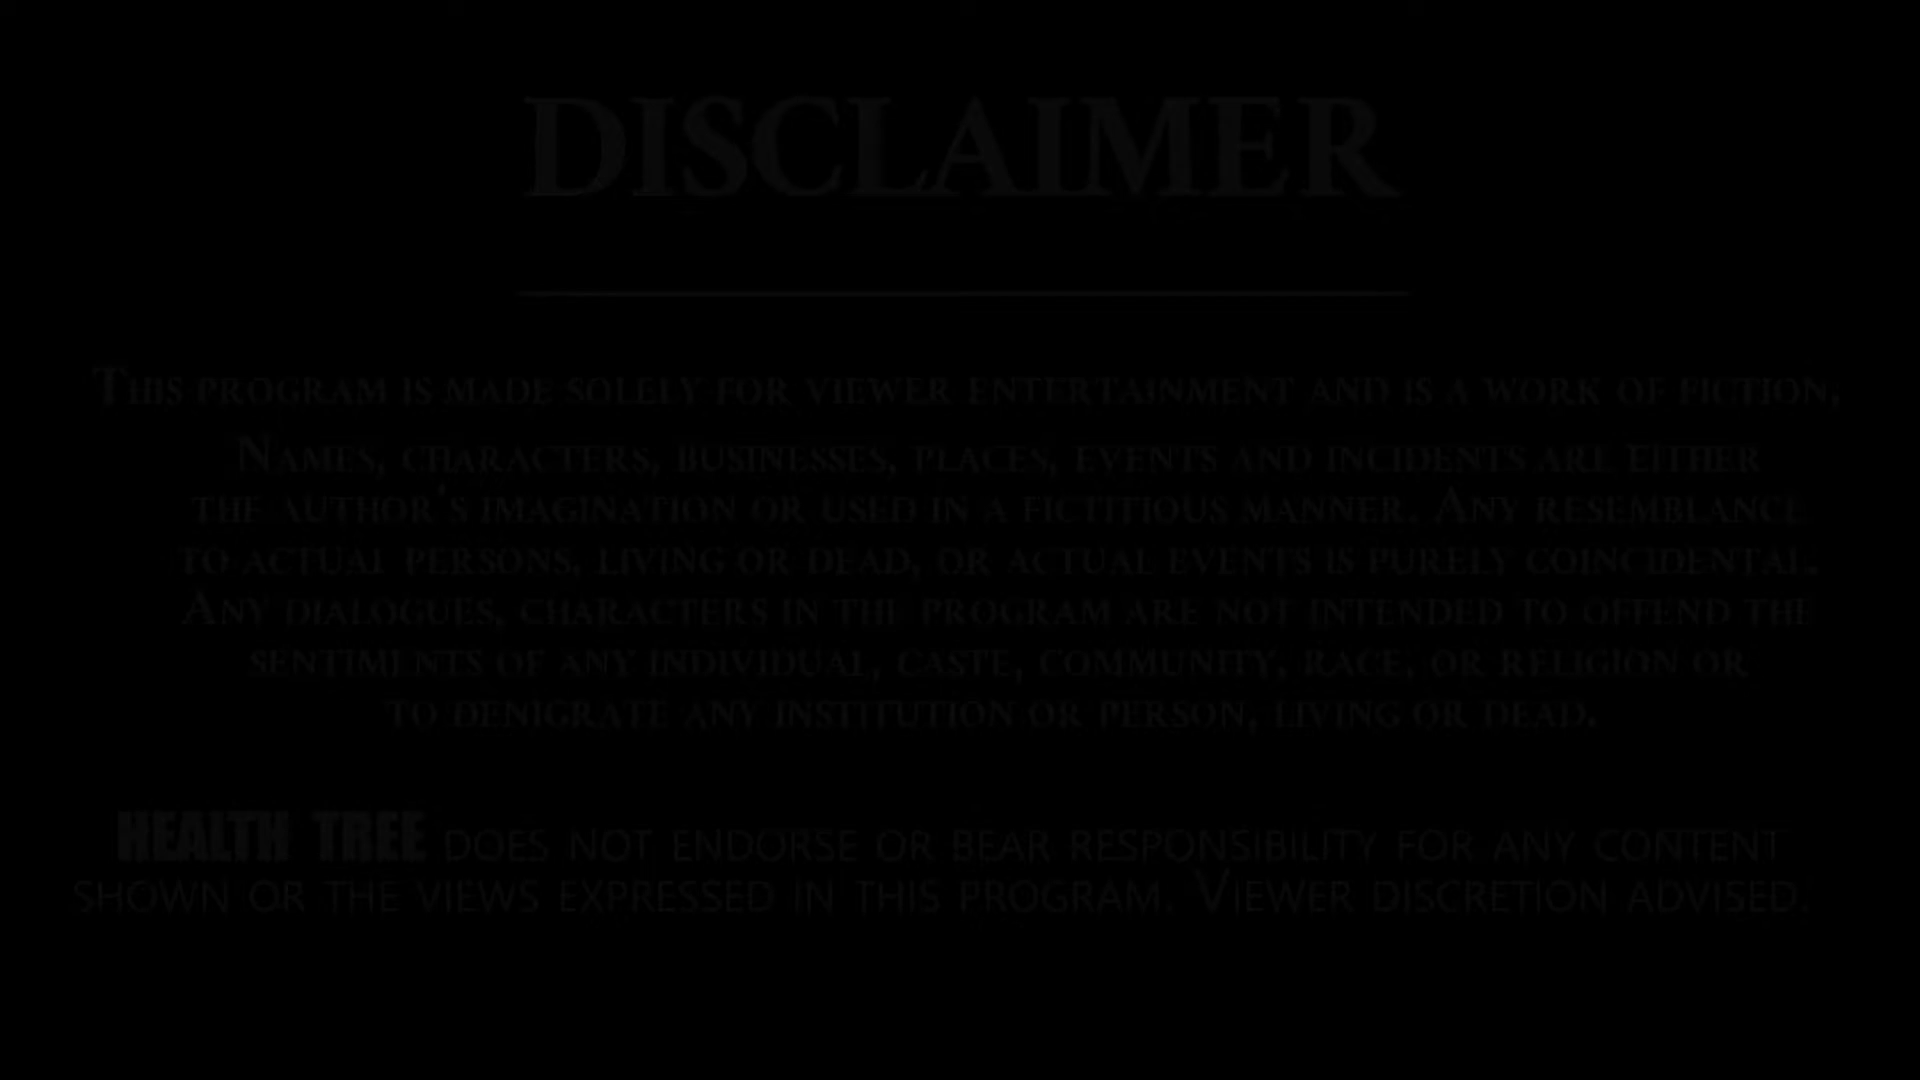 DISCLAIMER
THIS PROGRAM IS MADE SOLELY FOR VIEWER ENTERTAINMENT AND IS A WORK OF FICTION,
NAMES, CHARACTERS, BUSINESSES, PLACES, EVENTS AND INCIDENTS ARE EITHER
THE AUTHOR'S IMAGINATION OR USED IN A FICTITIOUS MANNER. ANY RESEMBLANCE
TO ACTUAL PERSONS, LIVING OR DEAD, OR ACTUAL EVENTS IS PURELY COINCIDENTAL.
ANY DIALOGUES, CHARACTERS IN THE PROGRAM ARE NOT INTENDED TO OFFEND THE
SENTIMENTS OF ANY INDIVIDUAL, CASTE, COMMUNITY, RACE, OR RELIGION OR
TO DENIGRATE ANY INSTITUTION OR PERSON, LIVING OR DEAD.
HEALTH TREE DOES NOT ENDORSE OR BEAR RESPONSIBILITY FOR ANY CONTENT
SHOWN OR THE VIEWS EXPRESSED IN THIS PROGRAM. VIEWER DISCRETION ADVISED.